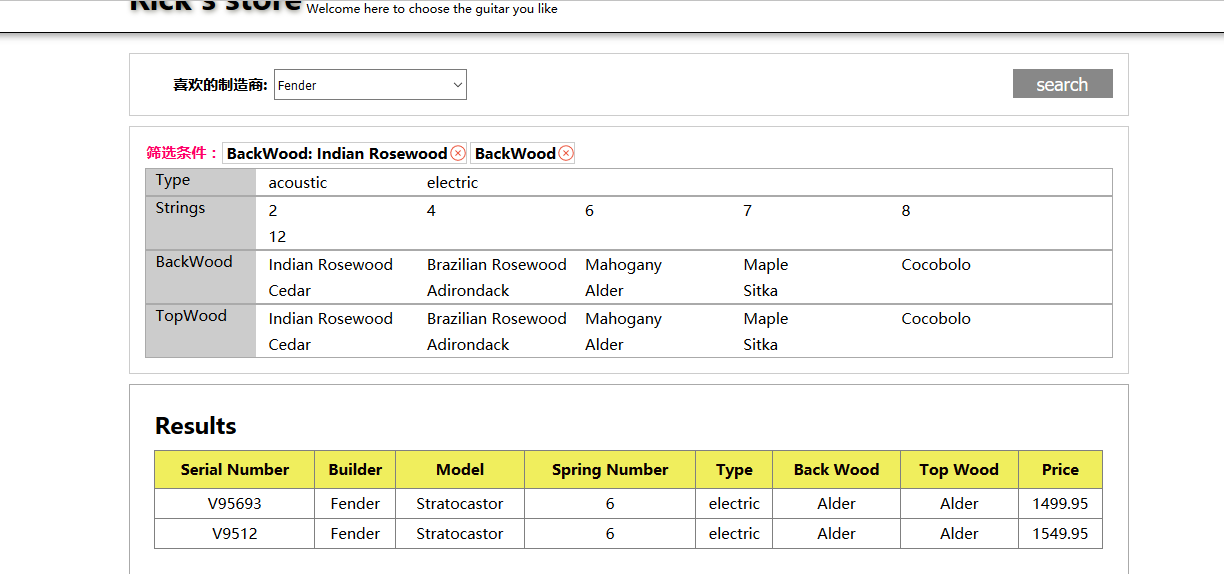 Rick's store Welcome here to choose the guitar you like
喜欢的制造商: Fender search
筛选条件： BackWood: Indian Rosewood BackWood
Type acoustic electric
Strings 2 4 6 7 8
12
BackWood Indian Rosewood Brazilian Rosewood Mahogany Maple Cocobolo
Cedar Adirondack Alder Sitka
TopWood Indian Rosewood Brazilian Rosewood Mahogany Maple Cocobolo
Cedar Adirondack Alder Sitka
Results
Serial Number Builder Model Spring Number Type Back Wood Top Wood Price
V95693 Fender Stratocastor 6 electric Alder Alder 1499.95
V9512 Fender Stratocastor 6 electric Alder Alder 1549.95